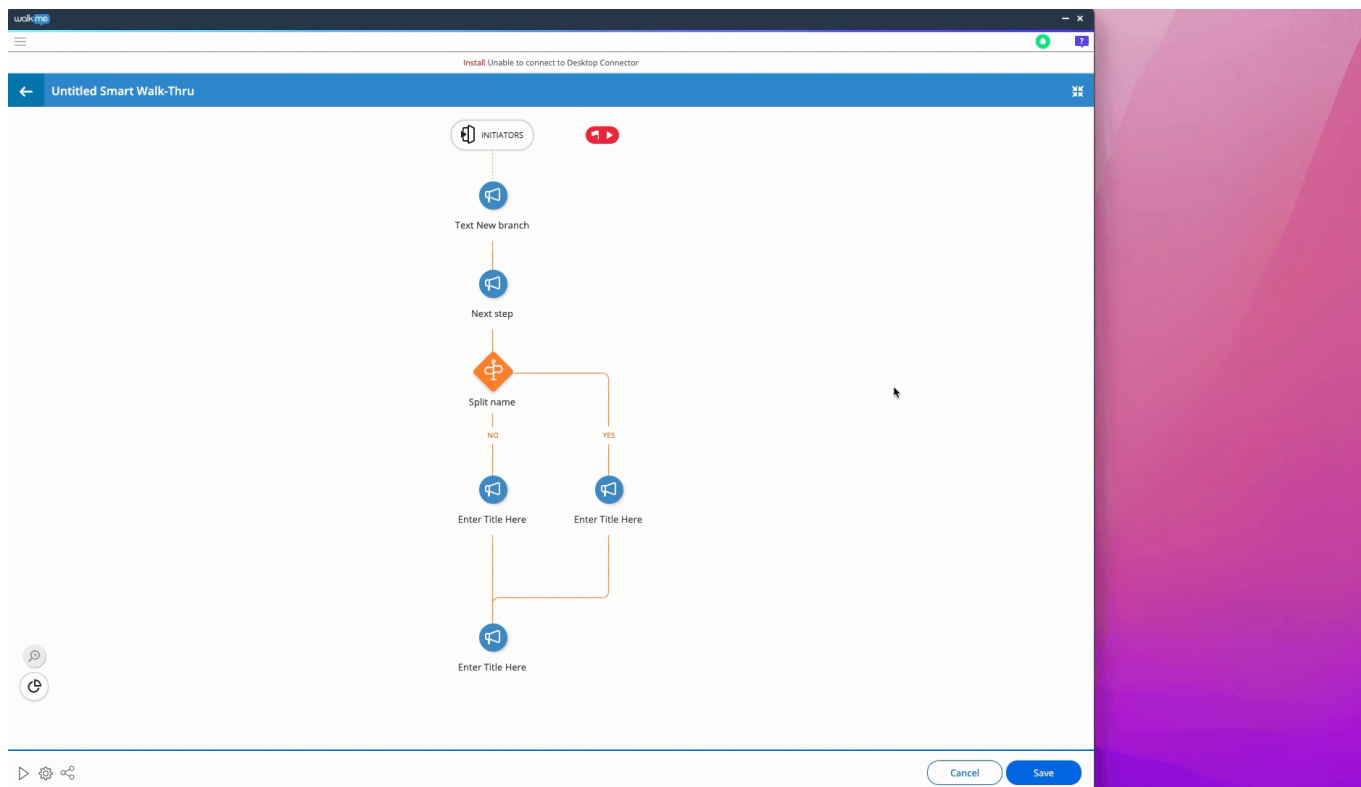 walkme
?
Install Unable to connect to Desktop Connector
Untitled Smart Walk-Thru
INITIATORS
Text New branch
Next step
Split name
NO YES
Enter Title Here Enter Title Here
Enter Title Here
Cancel Save